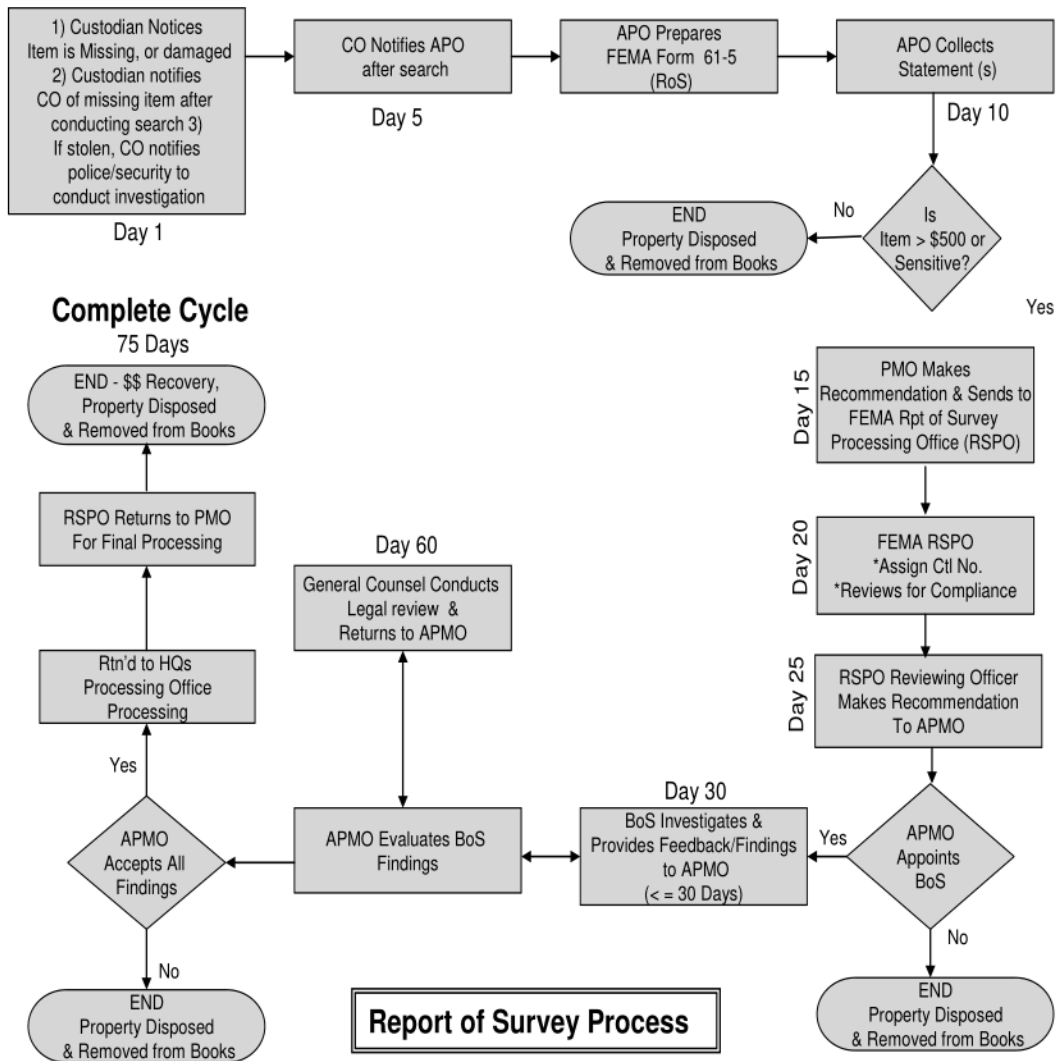 1) Custodian Notices
Item is Missing, or damaged
2) Custodian notifies
CO of missing item after
conducting search 3)
If stolen, CO notifies
police/security to
conduct investigation
Day 1
CO Notifies APO
after search
Day 5
APO Prepares
FEMA Form 61-5
(RoS)
APO Collects
Statement (s)
Day 10
Is
Item > $500 or
Sensitive?
No
END
Property Disposed
& Removed from Books
Yes
PMO Makes
Recommendation & Sends to
FEMA Rpt of Survey
Processing Office (RSPO)
Day 15
FEMA RSPO
*Assign Ctl No.
*Reviews for Compliance
Day 20
RSPO Reviewing Officer
Makes Recommendation
To APMO
Day 25
APMO
Appoints
BoS
No
END
Property Disposed
& Removed from Books
Yes
Day 30
BoS Investigates &
Provides Feedback/Findings
to APMO
(< = 30 Days)
APMO Evaluates BoS
Findings
Day 60
General Counsel Conducts
Legal review &
Returns to APMO
APMO
Accepts All
Findings
No
END
Property Disposed
& Removed from Books
Yes
Rtn'd to HQs
Processing Office
Processing
RSPO Returns to PMO
For Final Processing
Complete Cycle
75 Days
END - $$ Recovery,
Property Disposed
& Removed from Books
Report of Survey Process